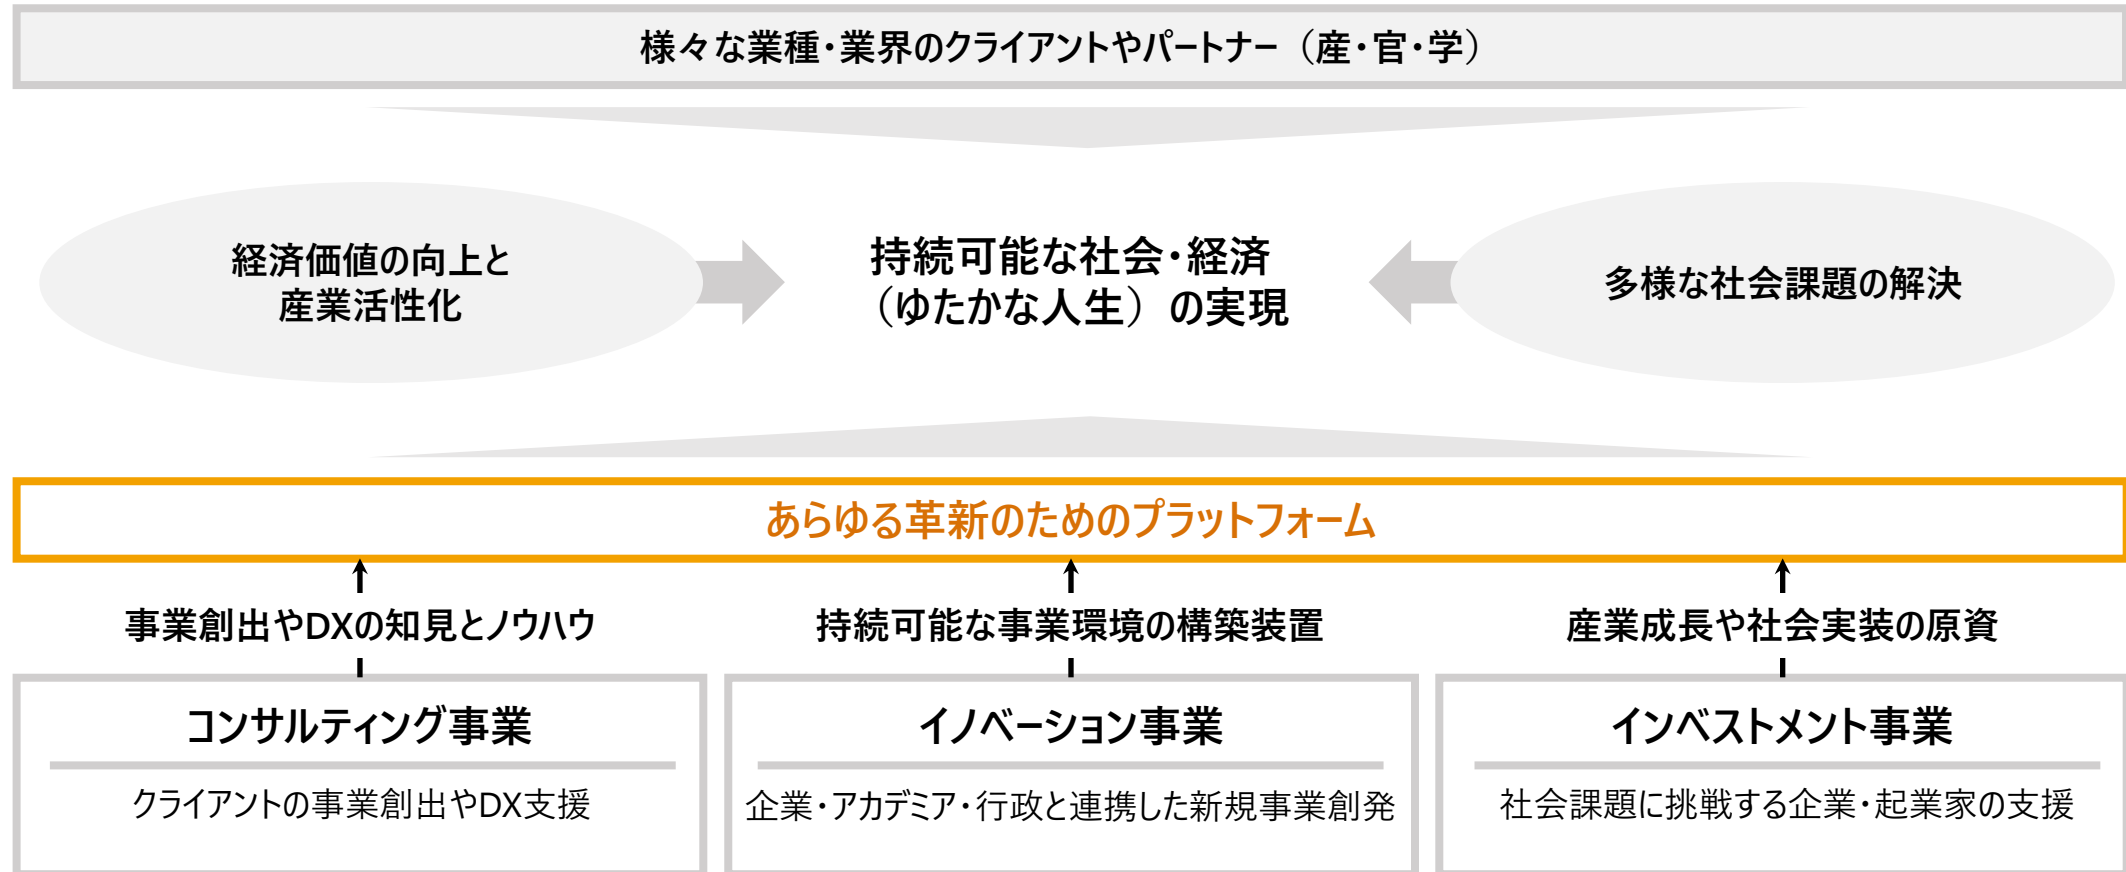 様々な業種・業界のクライアントやパートナー（産・官・学）
経済価値の向上と
産業活性化
持続可能な社会・経済
（ゆたかな人生）の実現
多様な社会課題の解決
あらゆる革新のためのプラットフォーム
事業創出やDXの知見とノウハウ
持続可能な事業環境の構築装置
産業成長や社会実装の原資
コンサルティング事業
クライアントの事業創出やDX支援
イノベーション事業
企業・アカデミア・行政と連携した新規事業創発
インベストメント事業
社会課題に挑戦する企業・起業家の支援